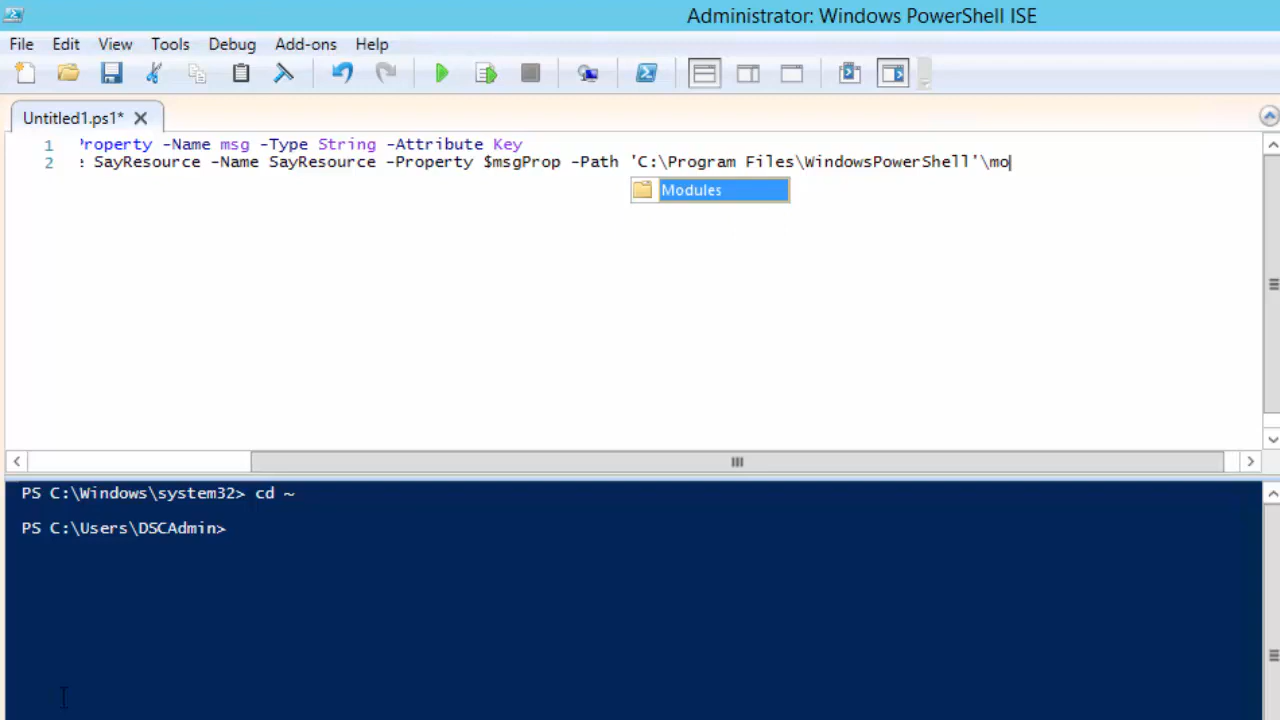 Administrator: Windows PowerShell ISE
File Edit View Tools Debug Add-ons Help
Untitled1.ps1*
1 Property -Name msg -Type String -Attribute Key
2 SayResource -Name SayResource -Property $msgProp -Path 'C:\Program Files\WindowsPowerShell'\mo
Modules
PS C:\Windows\system32> cd ~
PS C:\Users\DSCAdmin>